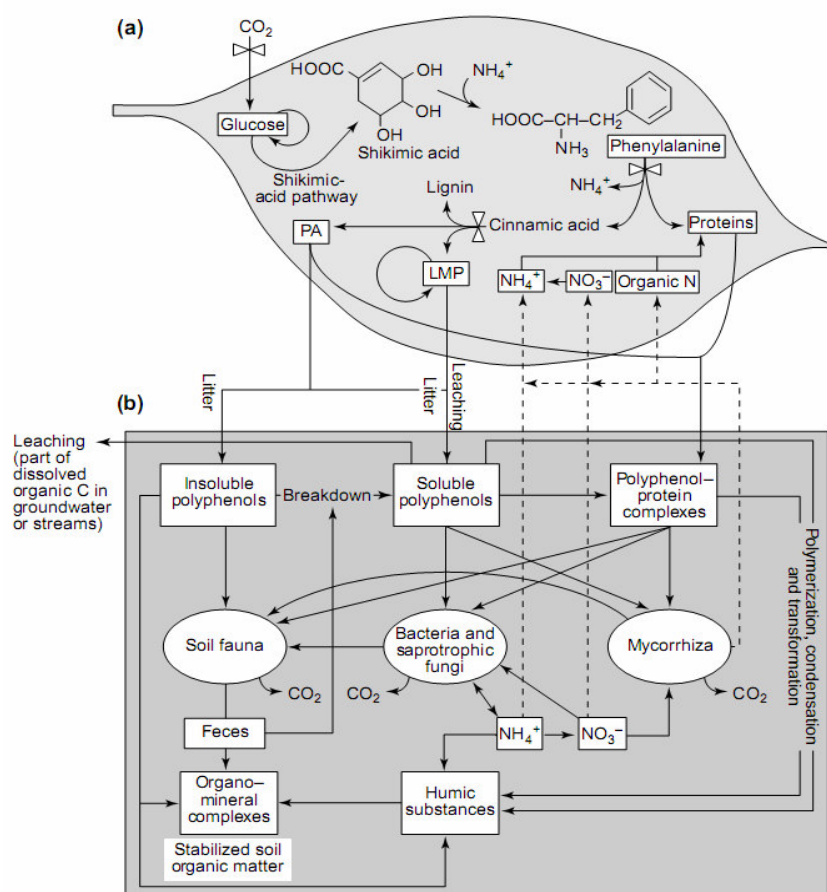 (a)
CO₂
HOOC
OH
OH
OH
NH₄⁺
HOOC—CH—CH₂
NH₃
Glucose
Shikimic acid
Phenylalanine
Shikimic-
acid pathway
NH₄⁺
Lignin
PA
Cinnamic acid
Proteins
LMP
NH₄⁺
NO₃⁻
Organic N
Litter
Litter
Leaching
(b)
Leaching
(part of
dissolved
organic C in
groundwater
or streams)
Insoluble
polyphenols
Breakdown
Soluble
polyphenols
Polyphenol–
protein
complexes
Polymerization, condensation
and transformation
Soil fauna
Bacteria and
saprotrophic
fungi
Mycorrhiza
CO₂
CO₂
CO₂
Feces
NH₄⁺
NO₃⁻
Organo–
mineral
complexes
Humic
substances
Stabilized soil
organic matter